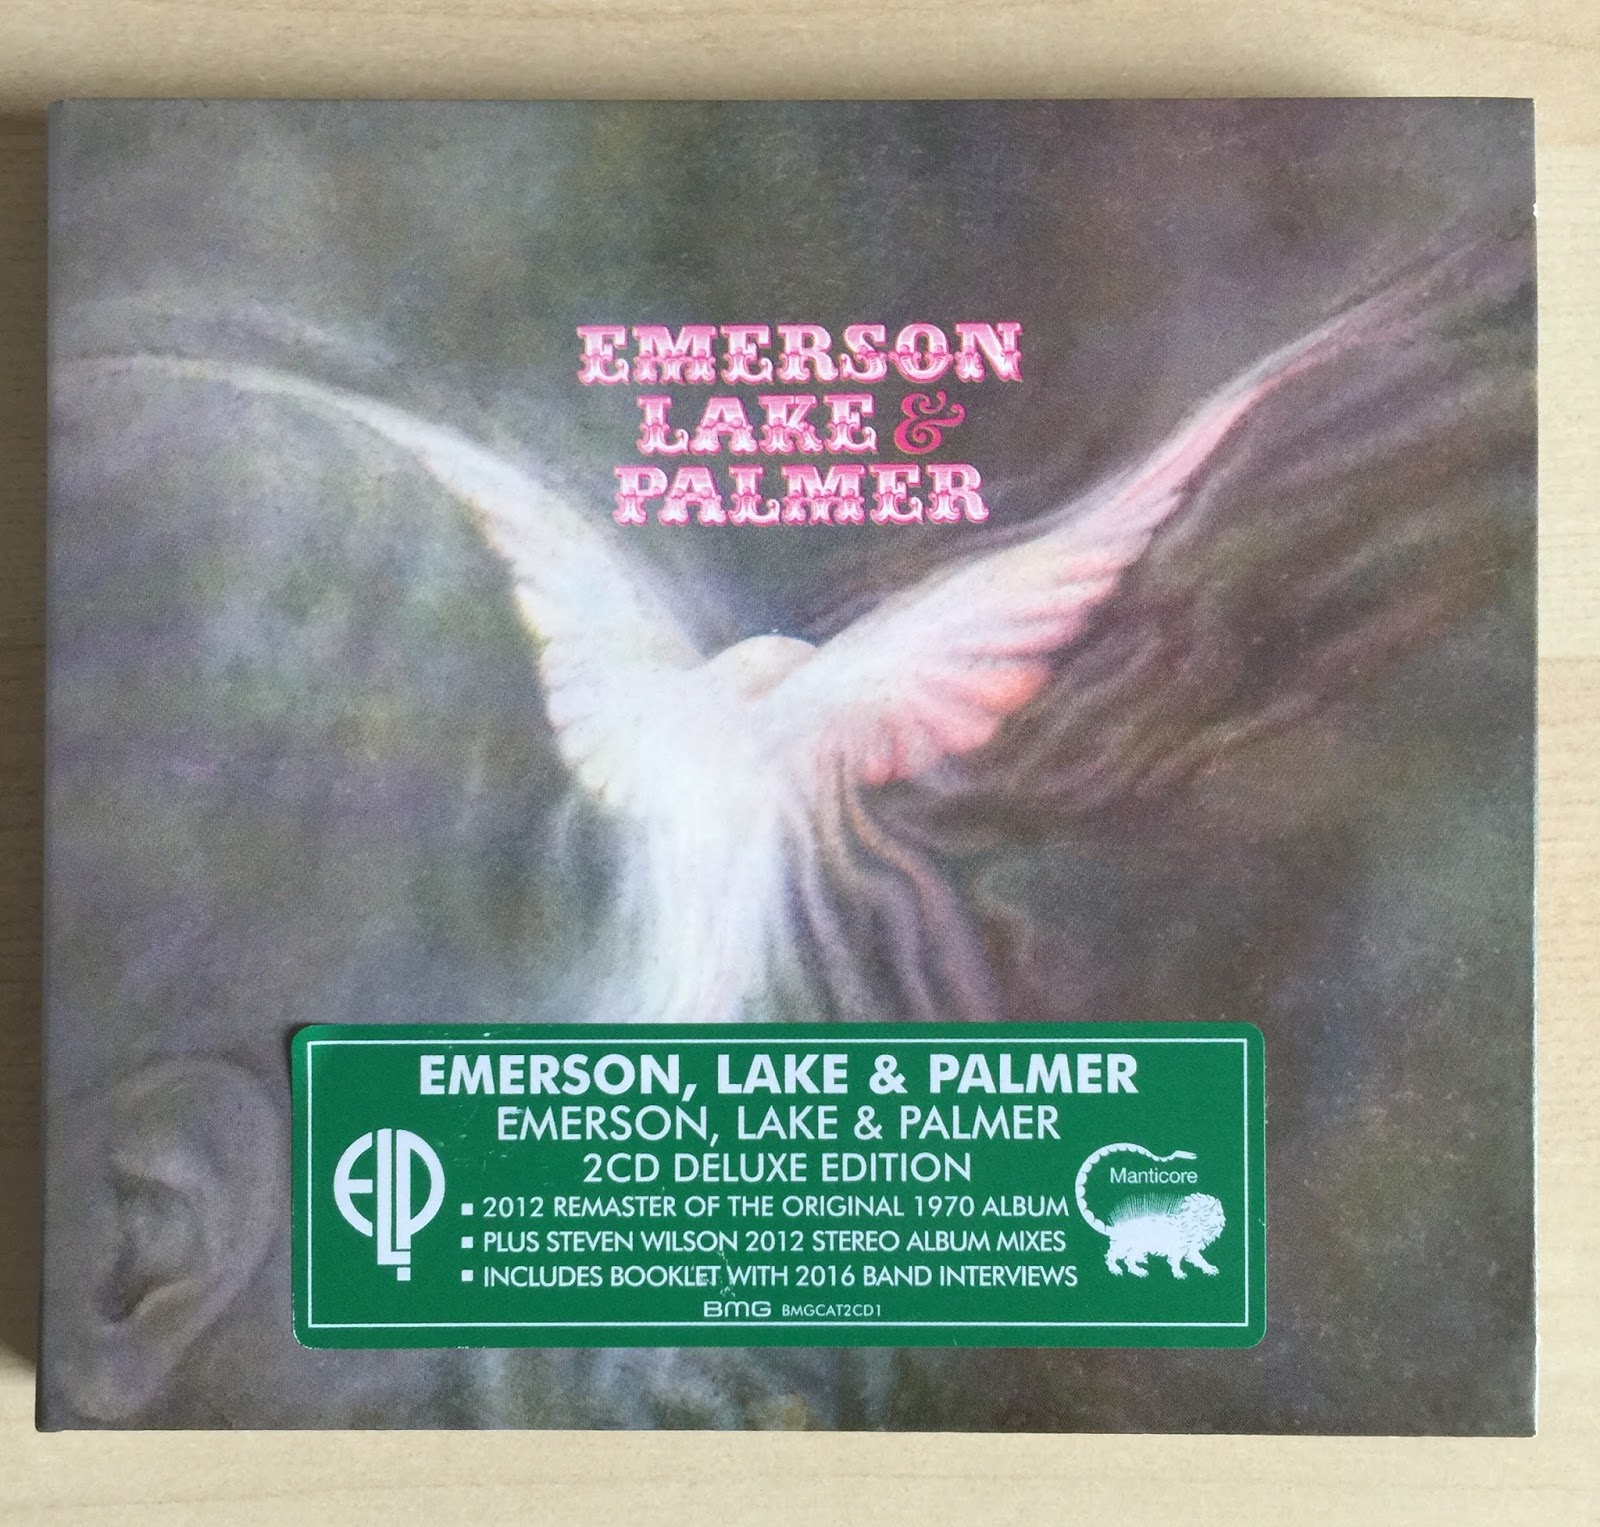 EMERSON
LAKE &
PALMER
EMERSON, LAKE & PALMER
EMERSON, LAKE & PALMER
2CD DELUXE EDITION
ELP
Manticore
▪ 2012 REMASTER OF THE ORIGINAL 1970 ALBUM
▪ PLUS STEVEN WILSON 2012 STEREO ALBUM MIXES
▪ INCLUDES BOOKLET WITH 2016 BAND INTERVIEWS
BMG BMGCAT2CD1